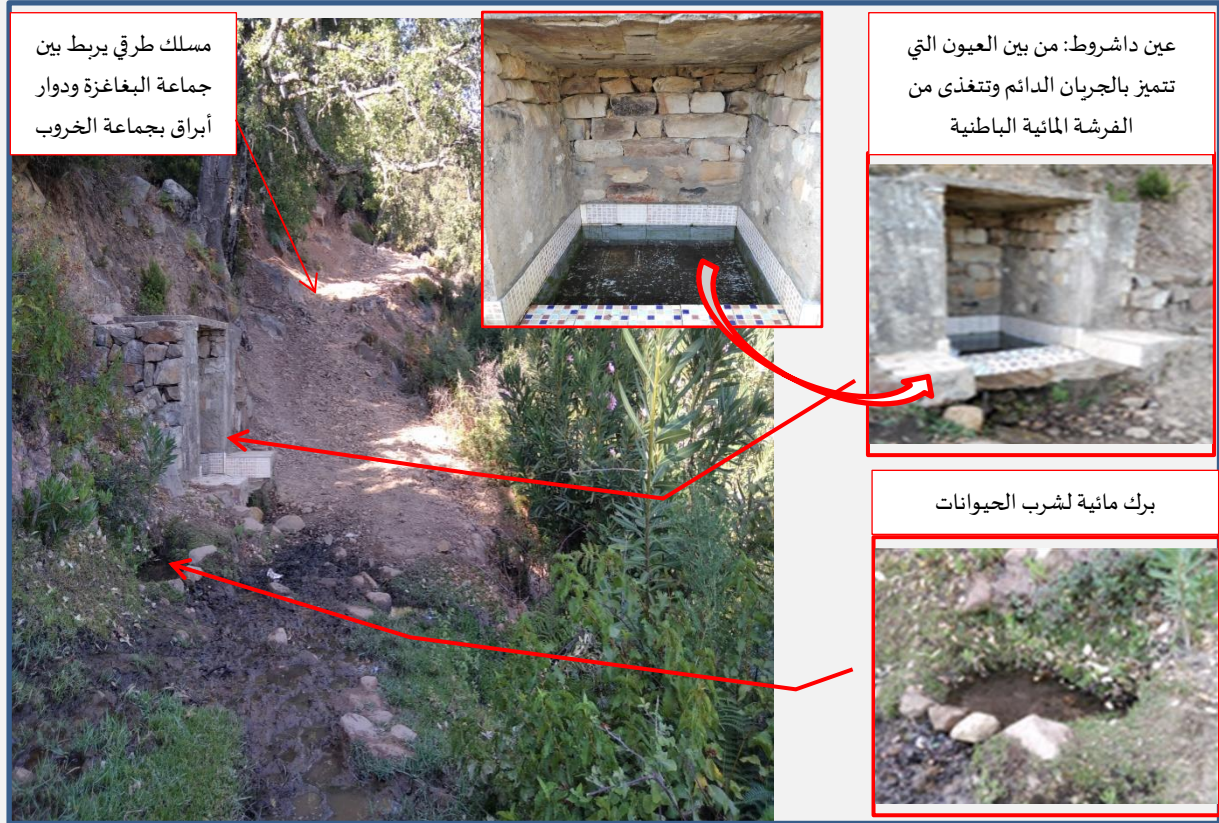 مسلك طرقي يربط بين
جماعة البغاغزة ودوار
أبراق بجماعة الخروب
عين داشروط: من بين العيون التي
تتميز بالجريان الدائم وتتغذى من
الفرشة المائية الباطنية
برك مائية لشرب الحيوانات